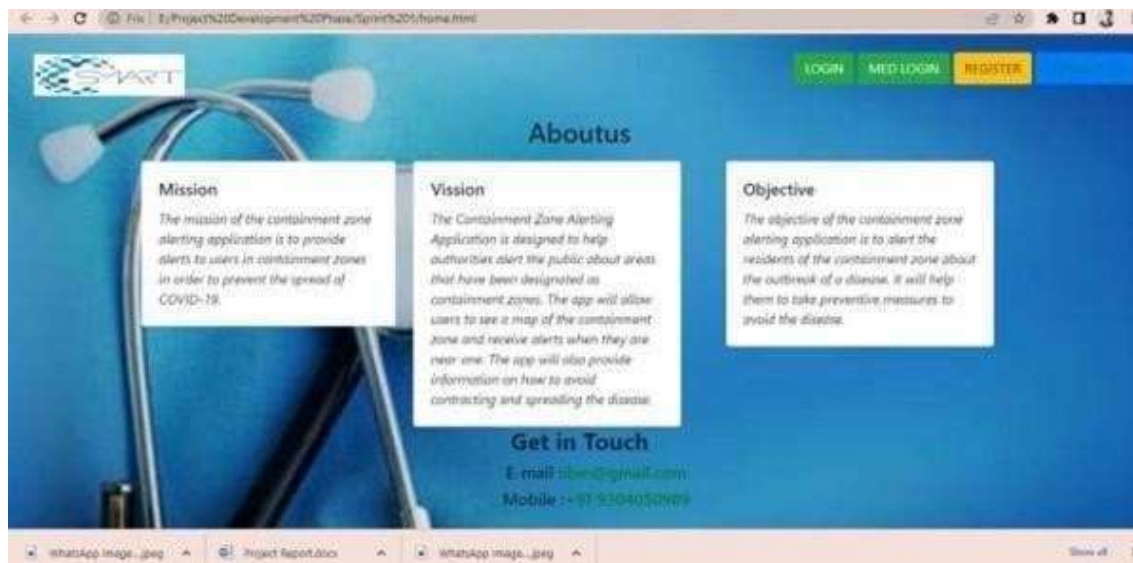 File E:/Project%20Development%20Phase/Sprint%201/home.html
SMART
LOGIN MED LOGIN REGISTER
Aboutus
Mission
The mission of the containment zone
alerting application is to provide
alerts to users in containment zones
in order to prevent the spread of
COVID-19.
Vission
The Containment Zone Alerting
Application is designed to help
authorities alert the public about areas
that have been designated as
containment zones. The app will allow
users to see a map of the containment
zone and receive alerts when they are
near one. The app will also provide
information on how to avoid
contracting and spreading the disease.
Objective
The objective of the containment zone
alerting application is to alert the
residents of the containment zone about
the outbreak of a disease. It will help
them to take preventive measures to
avoid the disease.
Get in Touch
E-mail
Mobile : +91 9304050989
WhatsApp Image...jpeg Project Report.docx WhatsApp Image...jpeg Show all